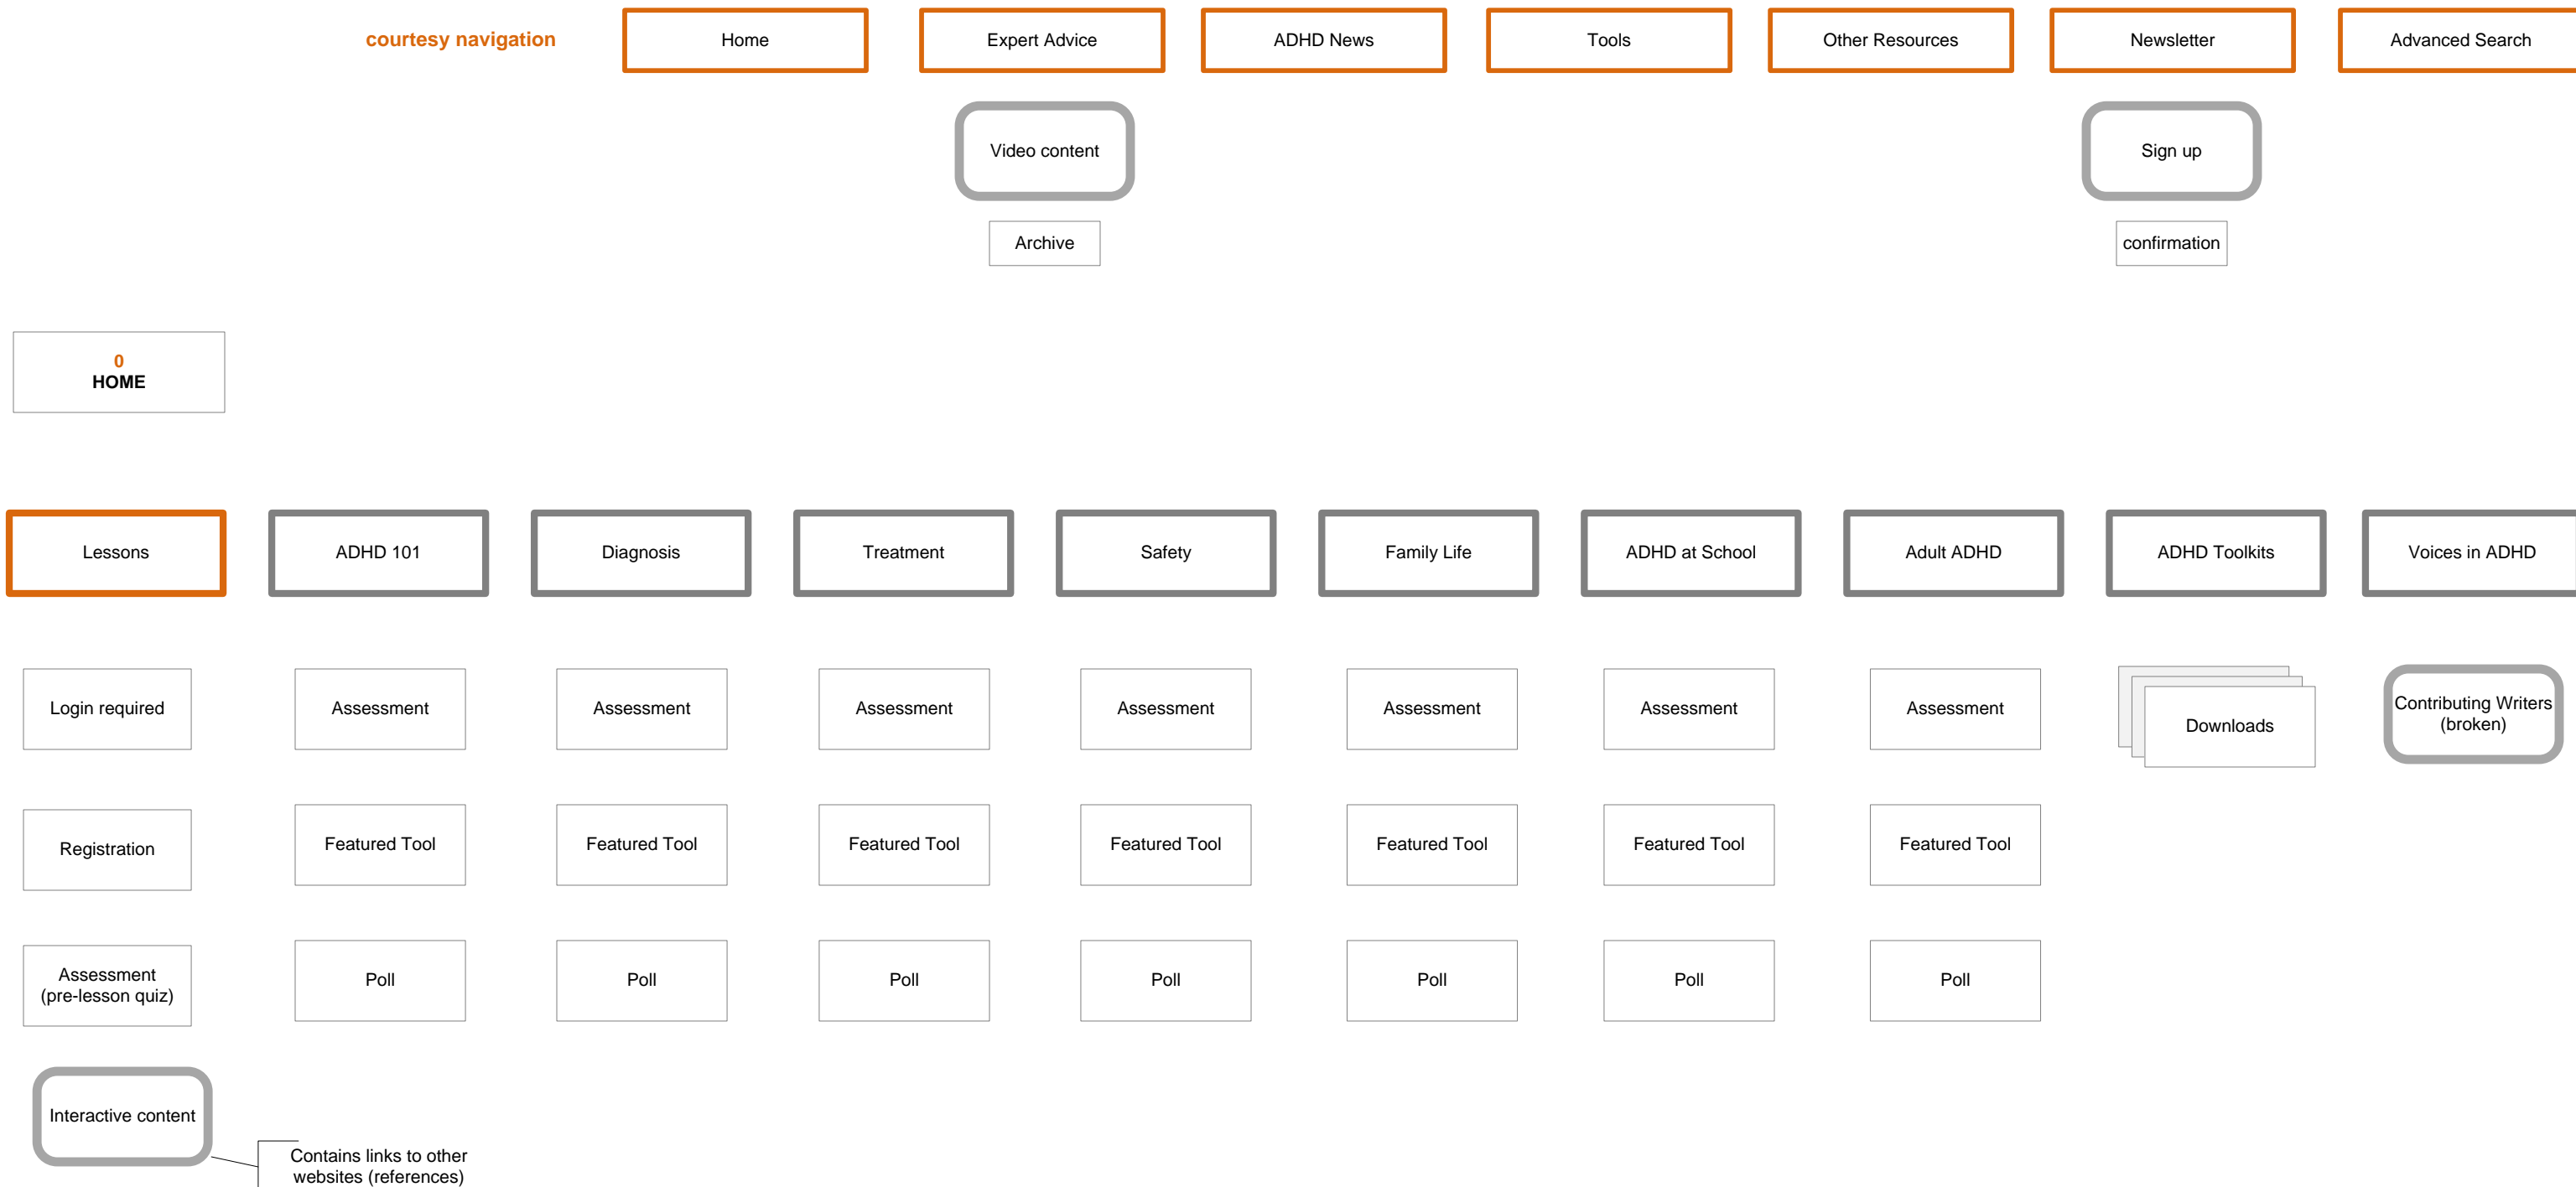 courtesy navigation
Home
Expert Advice
ADHD News
Tools
Other Resources
Newsletter
Advanced Search
Video content
Sign up
Archive
confirmation
0
HOME
Lessons
ADHD 101
Diagnosis
Treatment
Safety
Family Life
ADHD at School
Adult ADHD
ADHD Toolkits
Voices in ADHD
Login required
Assessment
Assessment
Assessment
Assessment
Assessment
Assessment
Assessment
Downloads
Contributing Writers
(broken)
Registration
Featured Tool
Featured Tool
Featured Tool
Featured Tool
Featured Tool
Featured Tool
Featured Tool
Assessment
(pre-lesson quiz)
Poll
Poll
Poll
Poll
Poll
Poll
Poll
Interactive content
Contains links to other
websites (references)